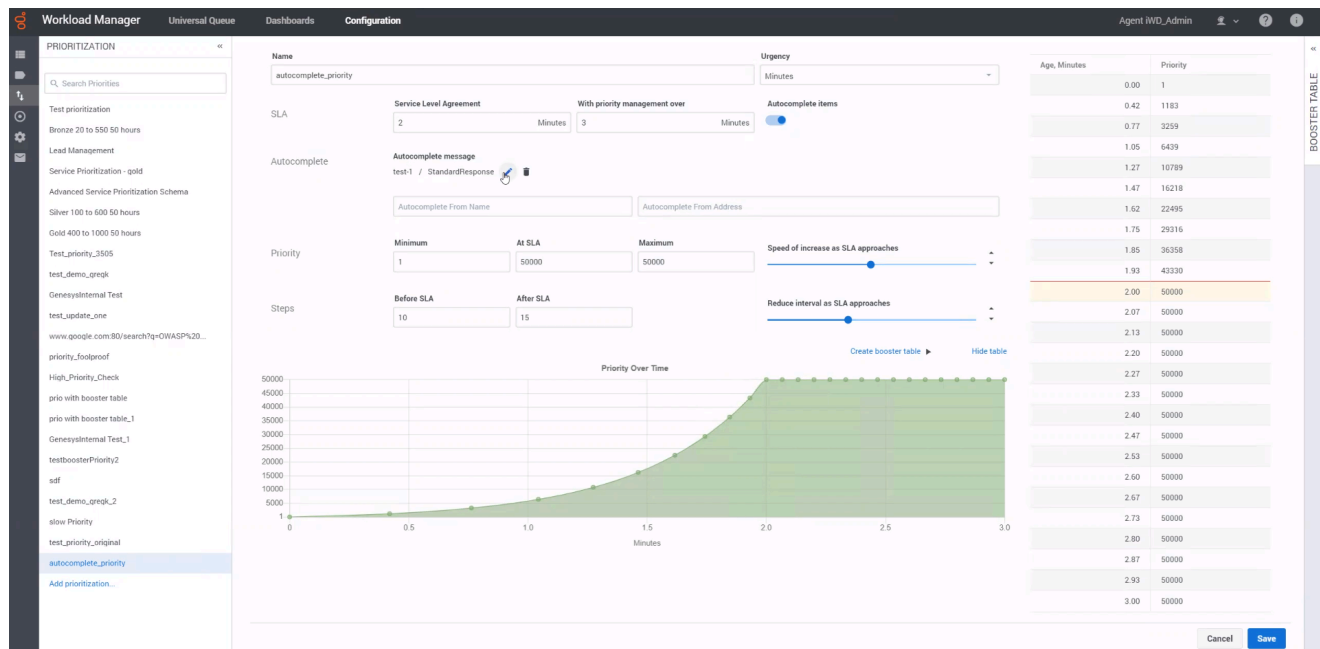 Workload Manager Universal Queue Dashboards Configuration Agent iWD_Admin
PRIORITIZATION «
Search Priorities
Test prioritization
Bronze 20 to 550 50 hours
Lead Management
Service Prioritization - gold
Advanced Service Prioritization Schema
Silver 100 to 600 50 hours
Gold 400 to 1000 50 hours
Test_priority_3505
test_demo_qreqk
GenesysInternal Test
test_update_one
www.google.com:80/search?q=OWASP%20...
priority_foolproof
High_Priority_Check
prio with booster table
prio with booster table_1
GenesysInternal Test_1
testboosterPriority2
sdf
test_demo_qreqk_2
slow Priority
test_priority_original
autocomplete_priority
Add prioritization...
Name Urgency
autocomplete_priority Minutes
SLA
Service Level Agreement With priority management over Autocomplete items
2 Minutes 3 Minutes
Autocomplete
Autocomplete message
test-1 / StandardResponse
Autocomplete From Name Autocomplete From Address
Priority
Minimum At SLA Maximum Speed of increase as SLA approaches
1 50000 50000
Steps
Before SLA After SLA Reduce interval as SLA approaches
10 15
Create booster table Hide table
Priority Over Time
50000
45000
40000
35000
30000
25000
20000
15000
10000
5000
1
0 0.5 1.0 1.5 2.0 2.5 3.0
Minutes
Age, Minutes Priority
0.00 1
0.42 1183
0.77 3259
1.05 6439
1.27 10789
1.47 16218
1.62 22495
1.75 29316
1.85 36358
1.93 43330
2.00 50000
2.07 50000
2.13 50000
2.20 50000
2.27 50000
2.33 50000
2.40 50000
2.47 50000
2.53 50000
2.60 50000
2.67 50000
2.73 50000
2.80 50000
2.87 50000
2.93 50000
3.00 50000
«
BOOSTER TABLE
Cancel Save